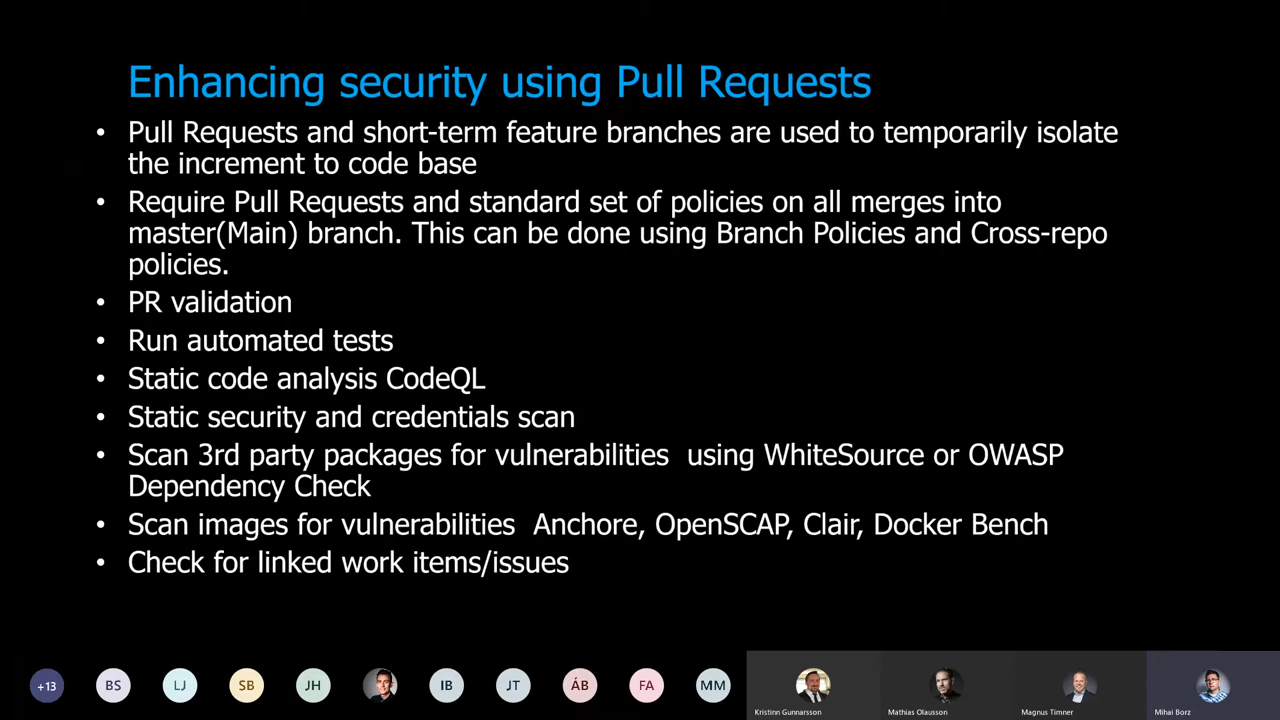 Enhancing security using Pull Requests
• Pull Requests and short-term feature branches are used to temporarily isolate
the increment to code base
• Require Pull Requests and standard set of policies on all merges into
master(Main) branch. This can be done using Branch Policies and Cross-repo
policies.
• PR validation
• Run automated tests
• Static code analysis CodeQL
• Static security and credentials scan
• Scan 3rd party packages for vulnerabilities  using WhiteSource or OWASP
Dependency Check
• Scan images for vulnerabilities  Anchore, OpenSCAP, Clair, Docker Bench
• Check for linked work items/issues
+13 BS LJ SB JH IB JT ÁB FA MM
Kristinn Gunnarsson Mathias Olausson Magnus Timner Mihai Borz